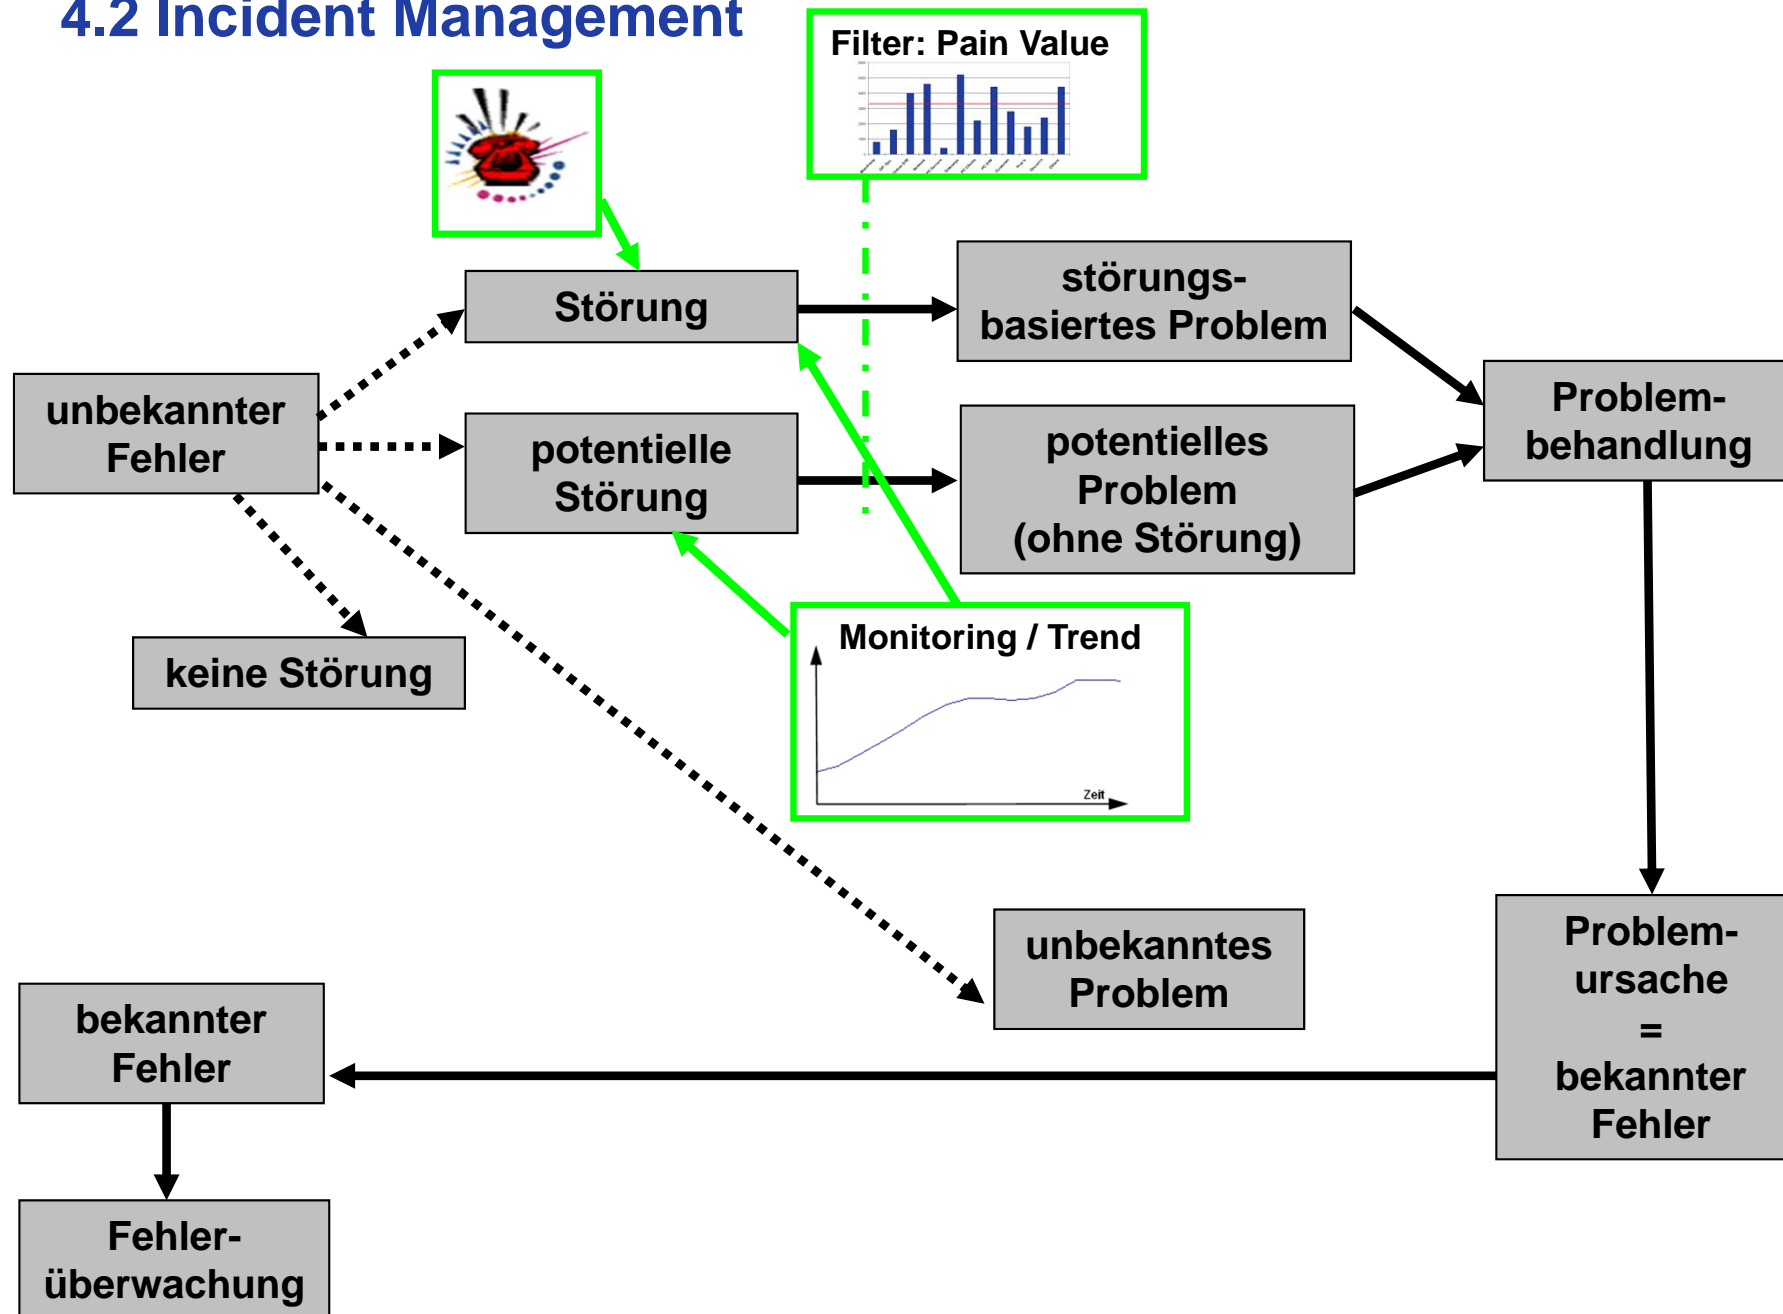 4.2 Incident Management
Filter: Pain Value
Störung
störungs-
basiertes Problem
unbekannter
Fehler
potentielle
Störung
potentielles
Problem
(ohne Störung)
Problem-
behandlung
keine Störung
Monitoring / Trend
Zeit
unbekanntes
Problem
Problem-
ursache
=
bekannter
Fehler
bekannter
Fehler
Fehler-
überwachung